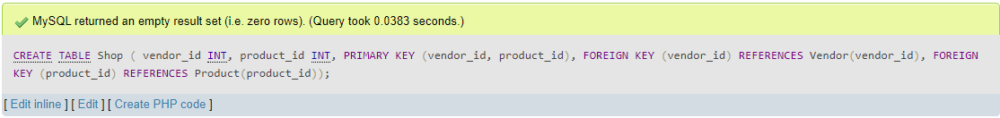 MySQL returned an empty result set (i.e. zero rows). (Query took 0.0383 seconds.)
CREATE TABLE Shop ( vendor_id INT, product_id INT, PRIMARY KEY (vendor_id, product_id), FOREIGN KEY (vendor_id) REFERENCES Vendor(vendor_id), FOREIGN
KEY (product_id) REFERENCES Product(product_id));
[ Edit inline ] [ Edit ] [ Create PHP code ]